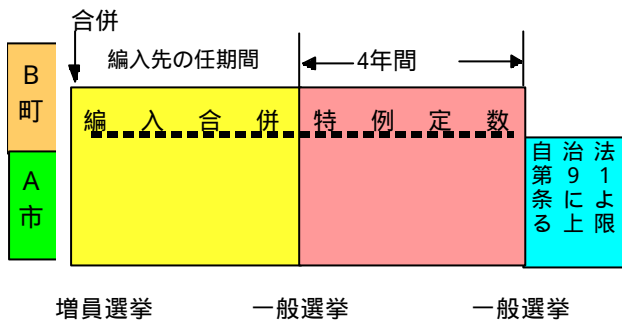 合併
編入先の任期間
4年間
B町
A市
編入合併
特例定数
自治法
第91
条によ
る上限
増員選挙
一般選挙
一般選挙